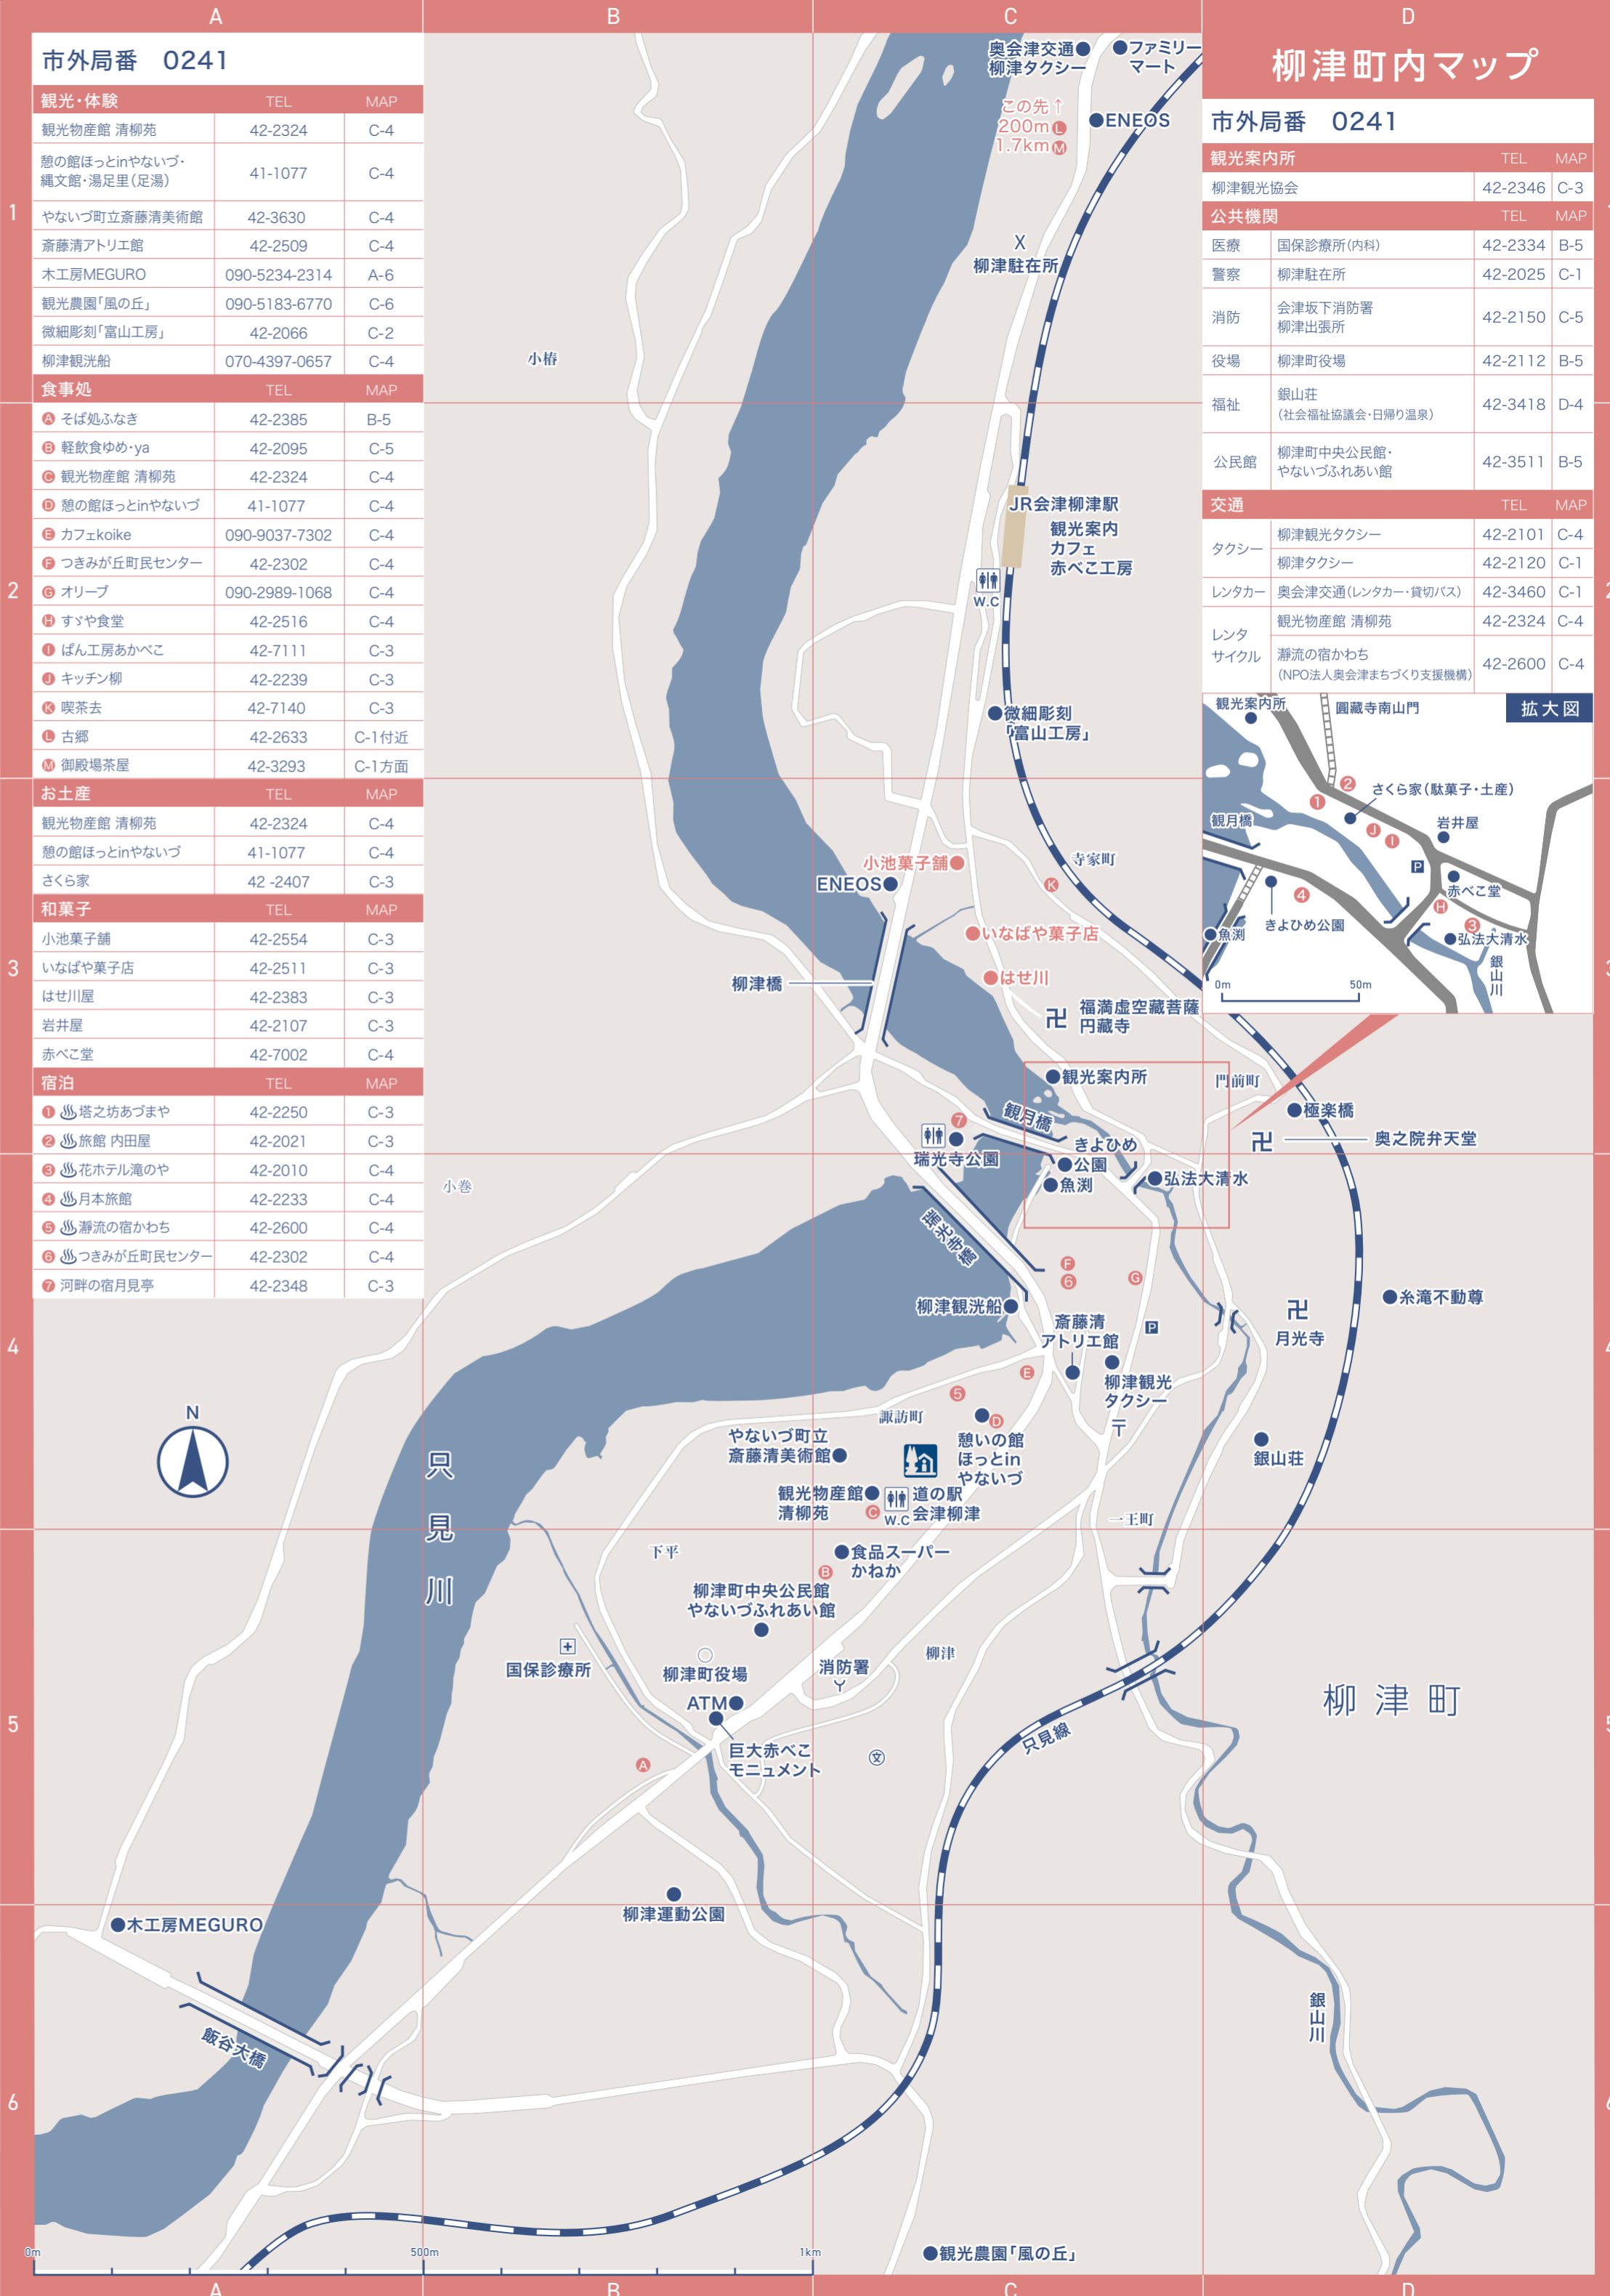 A
B
C
D
市外局番 0241
観光・体験 TEL MAP
観光物産館 清柳苑 42-2324 C-4
憩の館ほっとinやないづ・
縄文館・湯足里(足湯) 41-1077 C-4
やないづ町立斎藤清美術館 42-3630 C-4
斎藤清アトリエ館 42-2509 C-4
木工房MEGURO 090-5234-2314 A-6
観光農園「風の丘」 090-5183-6770 C-6
微細彫刻「富山工房」 42-2066 C-2
柳津観洸船 070-4397-0657 C-4
食事処 TEL MAP
A そば処ふなき 42-2385 B-5
B 軽飲食ゆめ・ya 42-2095 C-5
C 観光物産館 清柳苑 42-2324 C-4
D 憩の館ほっとinやないづ 41-1077 C-4
E カフェkoike 090-9037-7302 C-4
F つきみが丘町民センター 42-2302 C-4
G オリーブ 090-2989-1068 C-4
H すゞや食堂 42-2516 C-4
I ぱん工房あかべこ 42-7111 C-3
J キッチン柳 42-2239 C-3
K 喫茶去 42-7140 C-3
L 古郷 42-2633 C-1付近
M 御殿場茶屋 42-3293 C-1方面
お土産 TEL MAP
観光物産館 清柳苑 42-2324 C-4
憩の館ほっとinやないづ 41-1077 C-4
さくら家 42 -2407 C-3
和菓子 TEL MAP
小池菓子舗 42-2554 C-3
いなばや菓子店 42-2511 C-3
はせ川屋 42-2383 C-3
岩井屋 42-2107 C-3
赤べこ堂 42-7002 C-4
宿泊 TEL MAP
1 塔之坊あづまや 42-2250 C-3
2 旅館 内田屋 42-2021 C-3
3 花ホテル滝のや 42-2010 C-4
4 月本旅館 42-2233 C-4
5 瀞流の宿かわち 42-2600 C-4
6 つきみが丘町民センター 42-2302 C-4
7 河畔の宿月見亭 42-2348 C-3
柳津町内マップ
市外局番 0241
観光案内所 TEL MAP
柳津観光協会 42-2346 C-3
公共機関 TEL MAP
医療 国保診療所(内科) 42-2334 B-5
警察 柳津駐在所 42-2025 C-1
消防 会津坂下消防署
柳津出張所 42-2150 C-5
役場 柳津町役場 42-2112 B-5
福祉 銀山荘
(社会福祉協議会・日帰り温泉) 42-3418 D-4
公民館 柳津町中央公民館・
やないづふれあい館 42-3511 B-5
交通 TEL MAP
タクシー 柳津観光タクシー 42-2101 C-4
柳津タクシー 42-2120 C-1
レンタカー 奥会津交通(レンタカー・貸切バス) 42-3460 C-1
レンタ
サイクル
観光物産館 清柳苑 42-2324 C-4
瀞流の宿かわち
(NPO法人奥会津まちづくり支援機構) 42-2600 C-4
拡大図
観光案内所
圓藏寺南山門
2
1
さくら家(駄菓子・土産)
J
I
岩井屋
観月橋
P
赤べこ堂
4
H
3
きよひめ公園
魚渕
弘法大清水
銀山川
0m
50m
奥会津交通
柳津タクシー
ファミリー
マート
この先↑
200m L
1.7km M
ENEOS
X
柳津駐在所
小椿
JR会津柳津駅
観光案内
カフェ
赤べこ工房
W.C
微細彫刻
「富山工房」
小池菓子舗
ENEOS
寺家町
K
いなばや菓子店
はせ川
柳津橋
卍
福満虚空藏菩薩
円蔵寺
観光案内所
門前町
極楽橋
卍
奥之院弁天堂
7
観月橋
瑞光寺公園
きよひめ
公園
魚渕
弘法大清水
小巻
瑞光寺橋
F
6
G
柳津観洸船
斎藤清
アトリエ館
P
卍
月光寺
糸滝不動尊
E
5
柳津観光
タクシー
〒
諏訪町
D
憩いの館
ほっとin
やないづ
やないづ町立
斎藤清美術館
銀山荘
観光物産館
清柳苑
C
W.C
道の駅
会津柳津
一王町
N
只見川
下平
食品スーパー
かねか
B
柳津町中央公民館
やないづふれあい館
国保診療所
柳津町役場
消防署
柳津
ATM
巨大赤べこ
モニュメント
文
A
只見線
柳津町
柳津運動公園
木工房MEGURO
飯谷大橋
銀山川
観光農園「風の丘」
0m
500m
1km
1
2
3
4
5
6
1
2
3
4
5
6
A
B
C
D